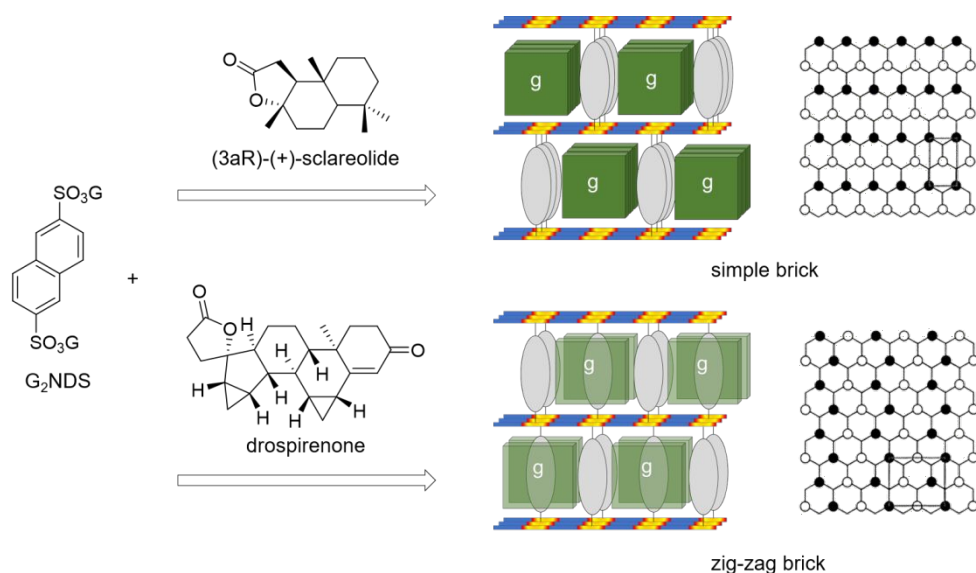 O
O
(3aR)-(+)-sclareolide
g
g
g
g
simple brick
SO₃G
SO₃G
G₂NDS
+
O
O
H
H
H
H
H
H
H
H
H
O
drospirenone
g
g
g
g
zig-zag brick